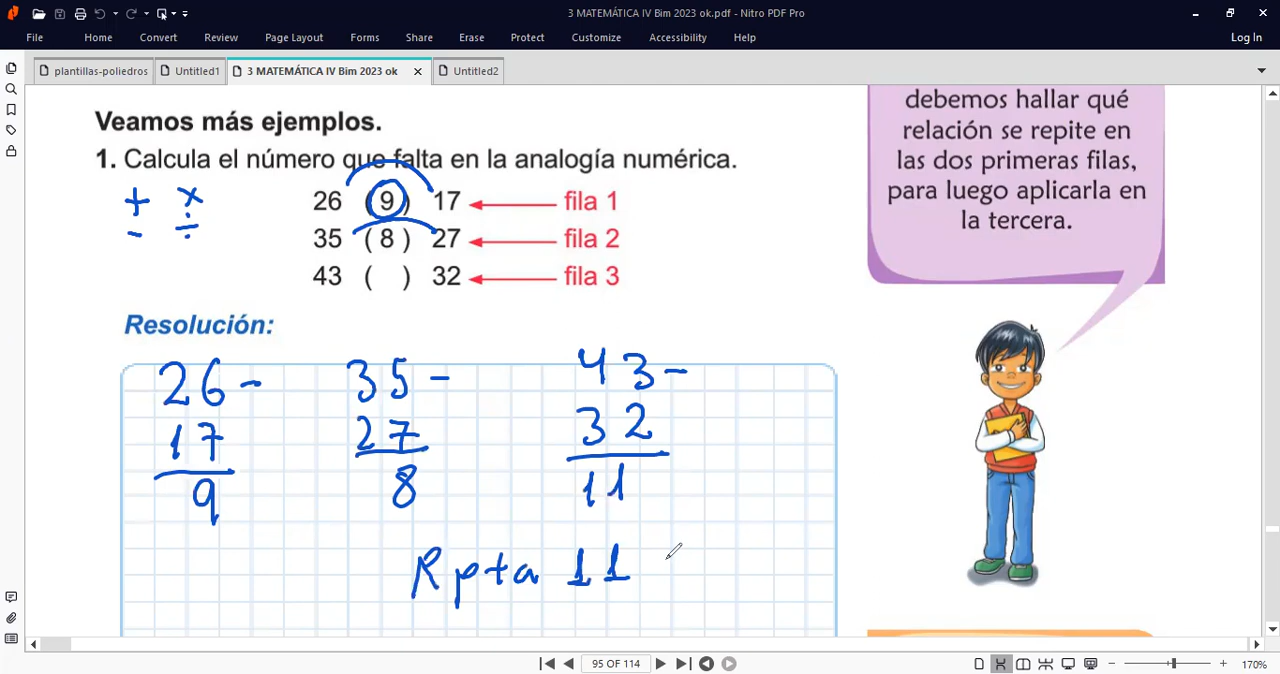 3 MATEMÁTICA IV Bim 2023 ok.pdf - Nitro PDF Pro
File Home Convert Review Page Layout Forms Share Erase Protect Customize Accessibility Help Log In
plantillas-poliedros Untitled1 3 MATEMÁTICA IV Bim 2023 ok Untitled2
Veamos más ejemplos.
1. Calcula el número que falta en la analogía numérica.
+ ×
- ÷
26 ( 9 ) 17 fila 1
35 ( 8 ) 27 fila 2
43 ( ) 32 fila 3
debemos hallar qué
relación se repite en
las dos primeras filas,
para luego aplicarla en
la tercera.
Resolución:
26- 35- 43-
17 27 32
9 8 11
Rpta 11
95 OF 114
170%